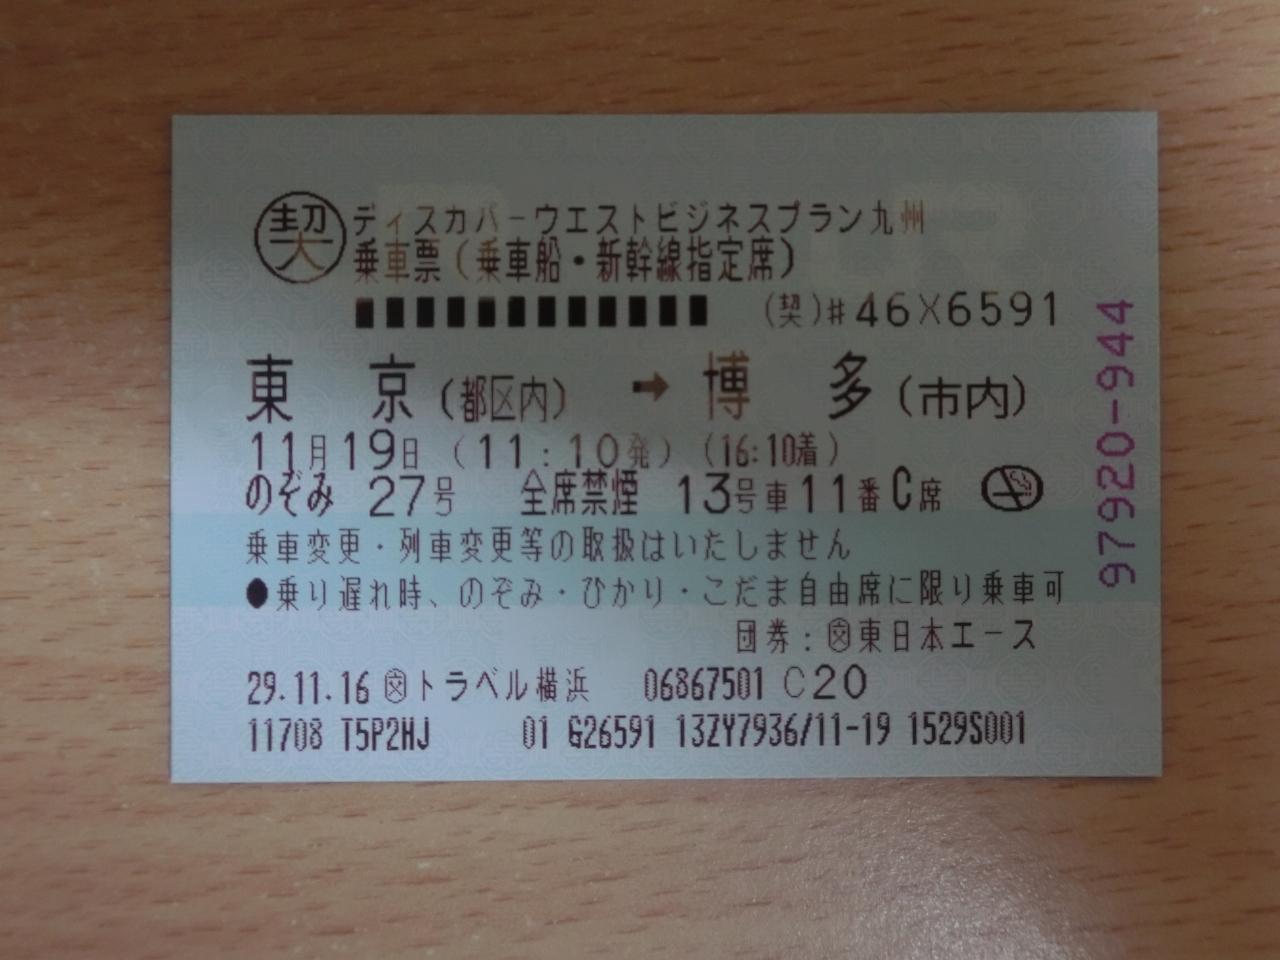 契 ディスカバーウエストビジネスプラン九州
乗車票(乗車船・新幹線指定席)
■■■■■■■■■■■■ (契)#46X6591
東京(都区内) → 博多(市内)
11月19日 (11:10発) (16:10着)
のぞみ 27号 全席禁煙 13号車11番C席
乗車変更・列車変更等の取扱はいたしません
●乗り遅れ時、のぞみ・ひかり・こだま自由席に限り乗車可
団券:㊋東日本エース
29.11.16 交トラベル横浜 06867501 C20
11708 T5P2HJ 01 G26591 13ZY7936/11-19 1529S001
97920-944